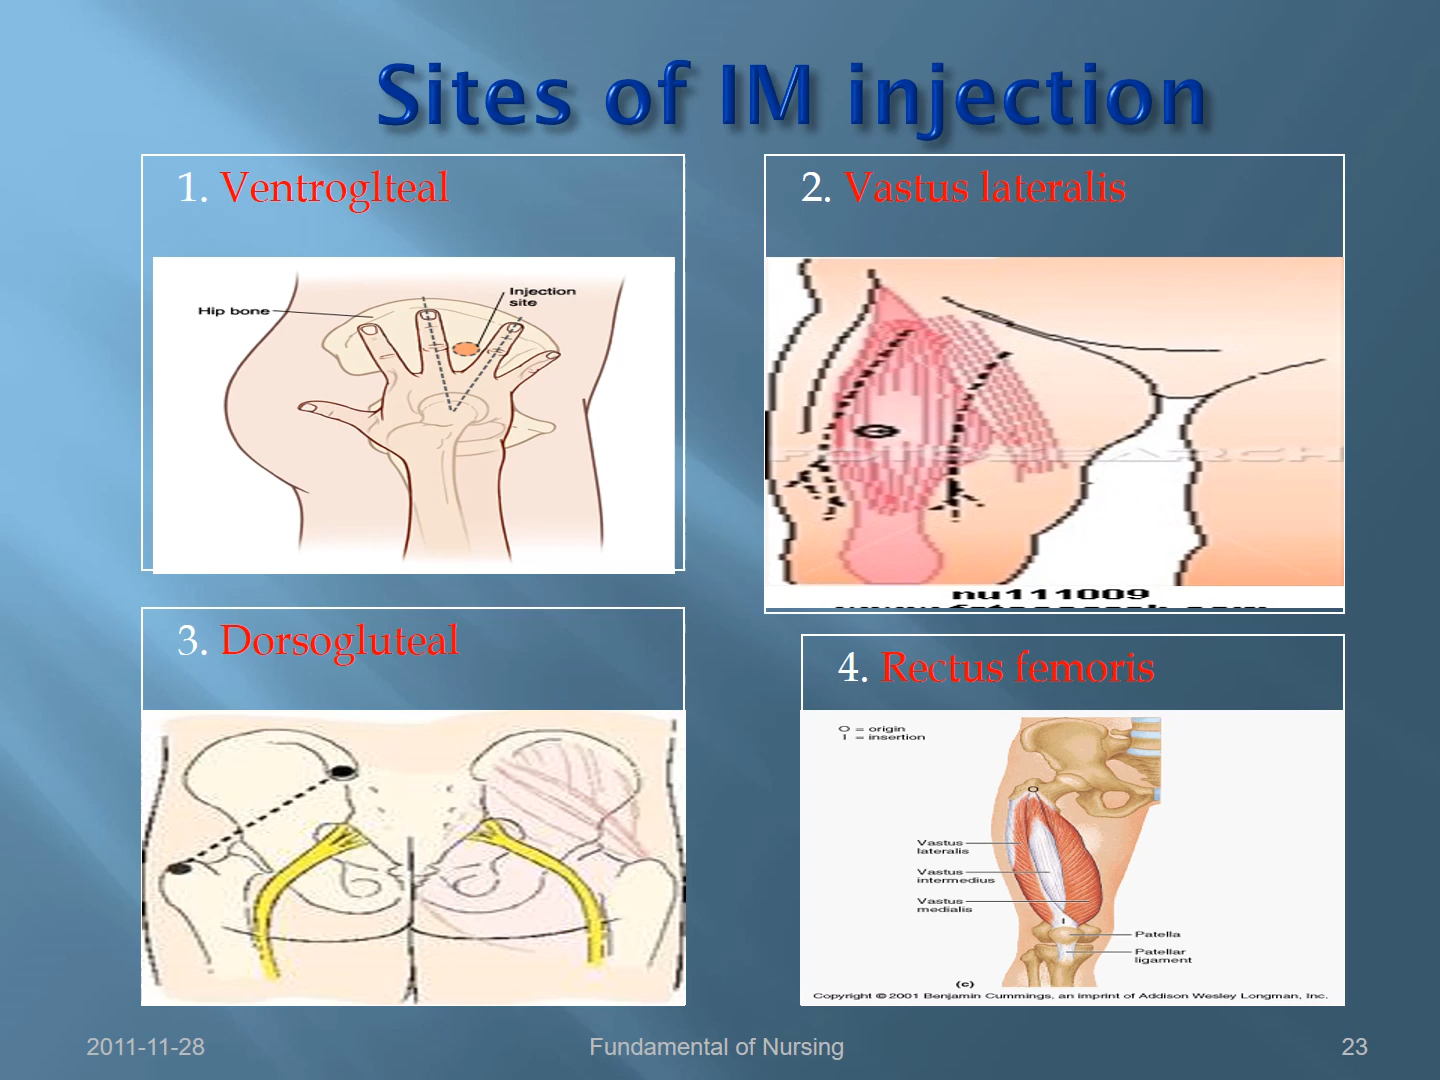 Sites of IM injection
1. Ventroglteal
Hip bone
Injection
site
2. Vastus lateralis
nu111009
3. Dorsogluteal
4. Rectus femoris
O = origin
I = insertion
O
Vastus
lateralis
Vastus
intermedius
Vastus
medialis
I
Patella
Patellar
ligament
(c)
Copyright © 2001 Benjamin Cummings, an imprint of Addison Wesley Longman, Inc.
2011-11-28
Fundamental of Nursing
23